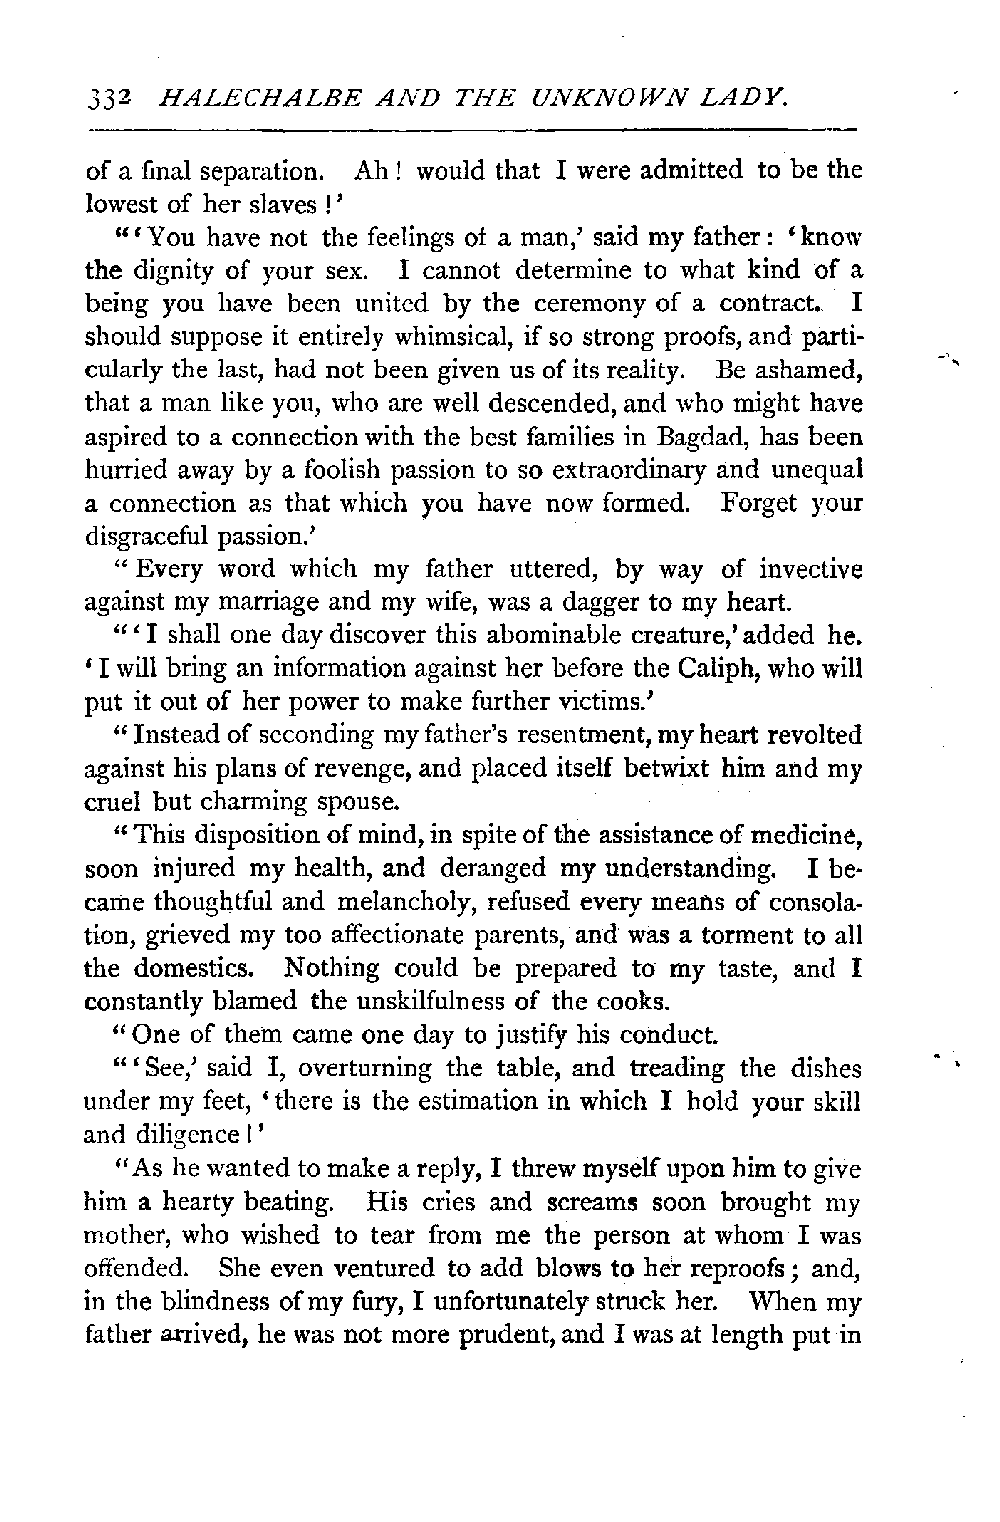 332 HALECHALBE AND THE UNKNOWN LADY.
of a final separation. Ah! would that I were admitted to be the
lowest of her slaves!'
"'You have not the feelings of a man,' said my father: 'know
the dignity of your sex. I cannot determine to what kind of a
being you have been united by the ceremony of a contract. I
should suppose it entirely whimsical, if so strong proofs, and parti-
cularly the last, had not been given us of its reality. Be ashamed,
that a man like you, who are well descended, and who might have
aspired to a connection with the best families in Bagdad, has been
hurried away by a foolish passion to so extraordinary and unequal
a connection as that which you have now formed. Forget your
disgraceful passion.'
"Every word which my father uttered, by way of invective
against my marriage and my wife, was a dagger to my heart.
"'I shall one day discover this abominable creature,' added he.
'I will bring an information against her before the Caliph, who will
put it out of her power to make further victims.'
"Instead of seconding my father's resentment, my heart revolted
against his plans of revenge, and placed itself betwixt him and my
cruel but charming spouse.
"This disposition of mind, in spite of the assistance of medicine,
soon injured my health, and deranged my understanding. I be-
came thoughtful and melancholy, refused every means of consola-
tion, grieved my too affectionate parents, and was a torment to all
the domestics. Nothing could be prepared to my taste, and I
constantly blamed the unskilfulness of the cooks.
"One of them came one day to justify his conduct.
"'See,' said I, overturning the table, and treading the dishes
under my feet, 'there is the estimation in which I hold your skill
and diligence!'
"As he wanted to make a reply, I threw myself upon him to give
him a hearty beating. His cries and screams soon brought my
mother, who wished to tear from me the person at whom I was
offended. She even ventured to add blows to her reproofs; and,
in the blindness of my fury, I unfortunately struck her. When my
father arrived, he was not more prudent, and I was at length put in